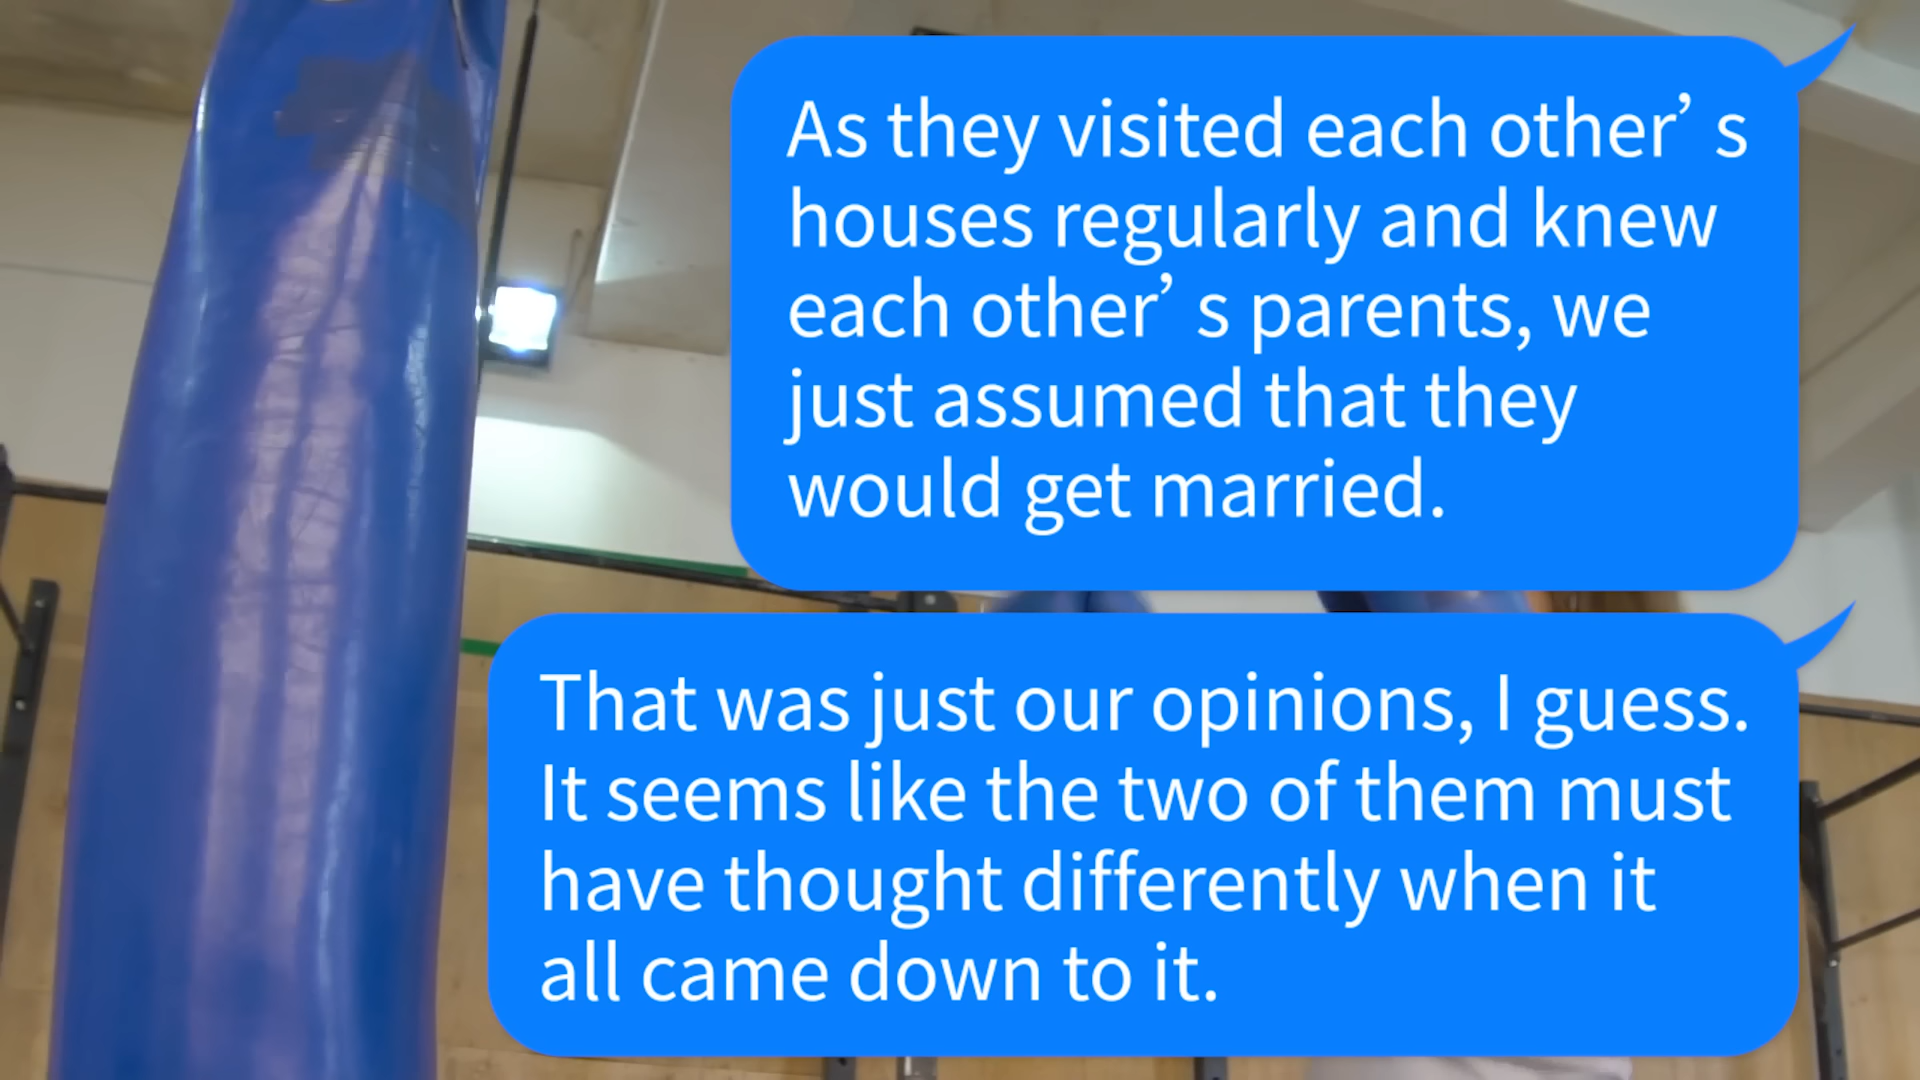 As they visited each other’ s
houses regularly and knew
each other’ s parents, we
just assumed that they
would get married.
That was just our opinions, I guess.
It seems like the two of them must
have thought differently when it
all came down to it.